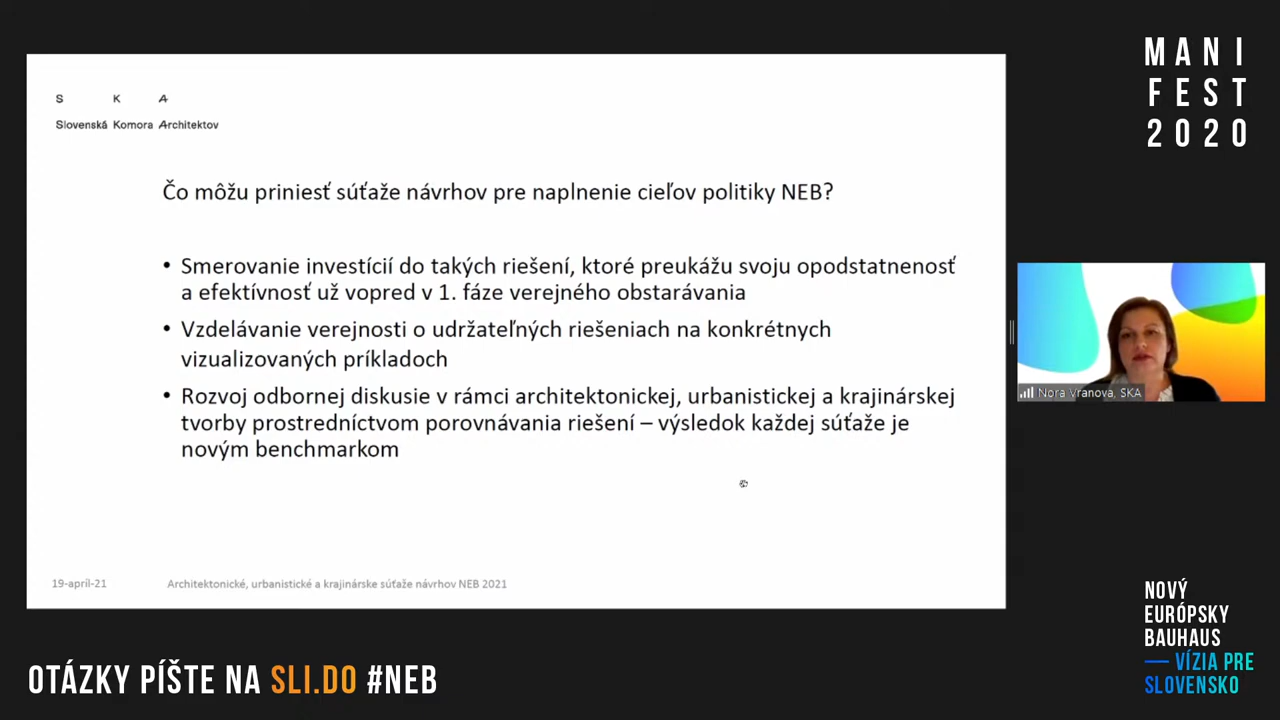 S K A
Slovenská Komora Architektov
Čo môžu priniesť súťaže návrhov pre naplnenie cieľov politiky NEB?
• Smerovanie investícií do takých riešení, ktoré preukážu svoju opodstatnenosť
a efektívnosť už vopred v 1. fáze verejného obstarávania
• Vzdelávanie verejnosti o udržateľných riešeniach na konkrétnych
vizualizovaných príkladoch
• Rozvoj odbornej diskusie v rámci architektonickej, urbanistickej a krajinárskej
tvorby prostredníctvom porovnávania riešení – výsledok každej súťaže je
novým benchmarkom
19-apríl-21
Architektonické, urbanistické a krajinárske súťaže návrhov NEB 2021
MANI
FEST
2020
Nora Vranova, SKA
NOVÝ
EURÓPSKY
BAUHAUS
— VÍZIA PRE
SLOVENSKO
OTÁZKY PÍŠTE NA SLI.DO #NEB